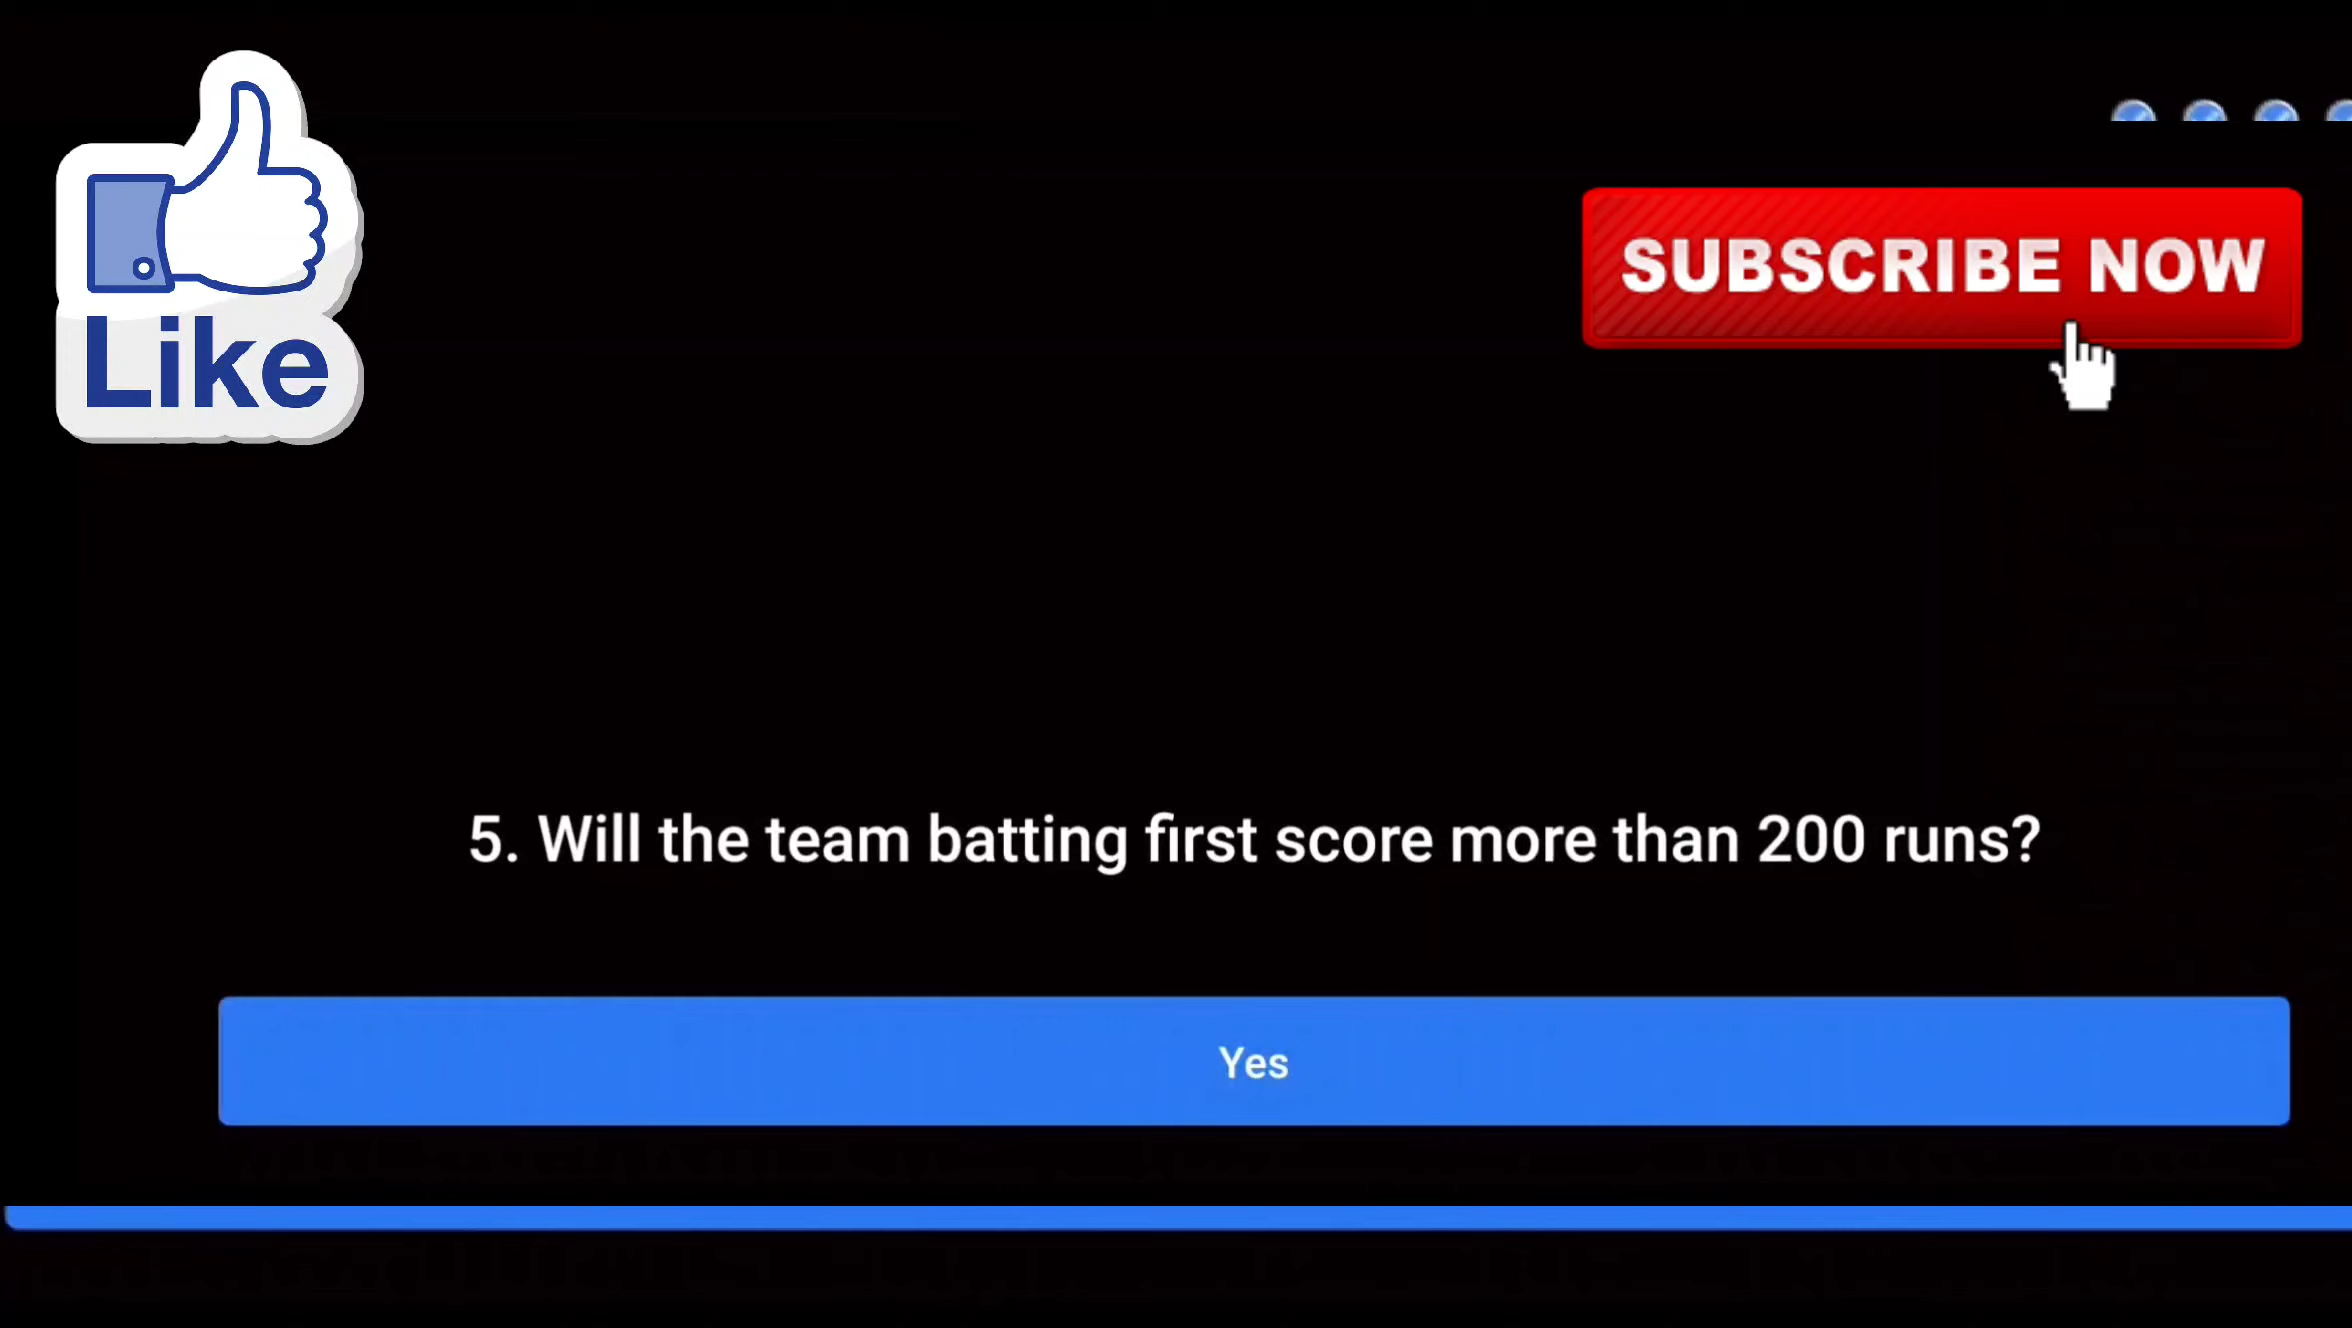 Like
SUBSCRIBE NOW
5. Will the team batting first score more than 200 runs?
Yes